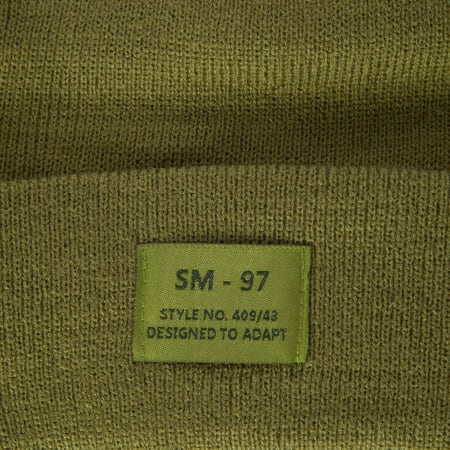 SM - 97
STYLE NO. 409/43
DESIGNED TO ADAPT